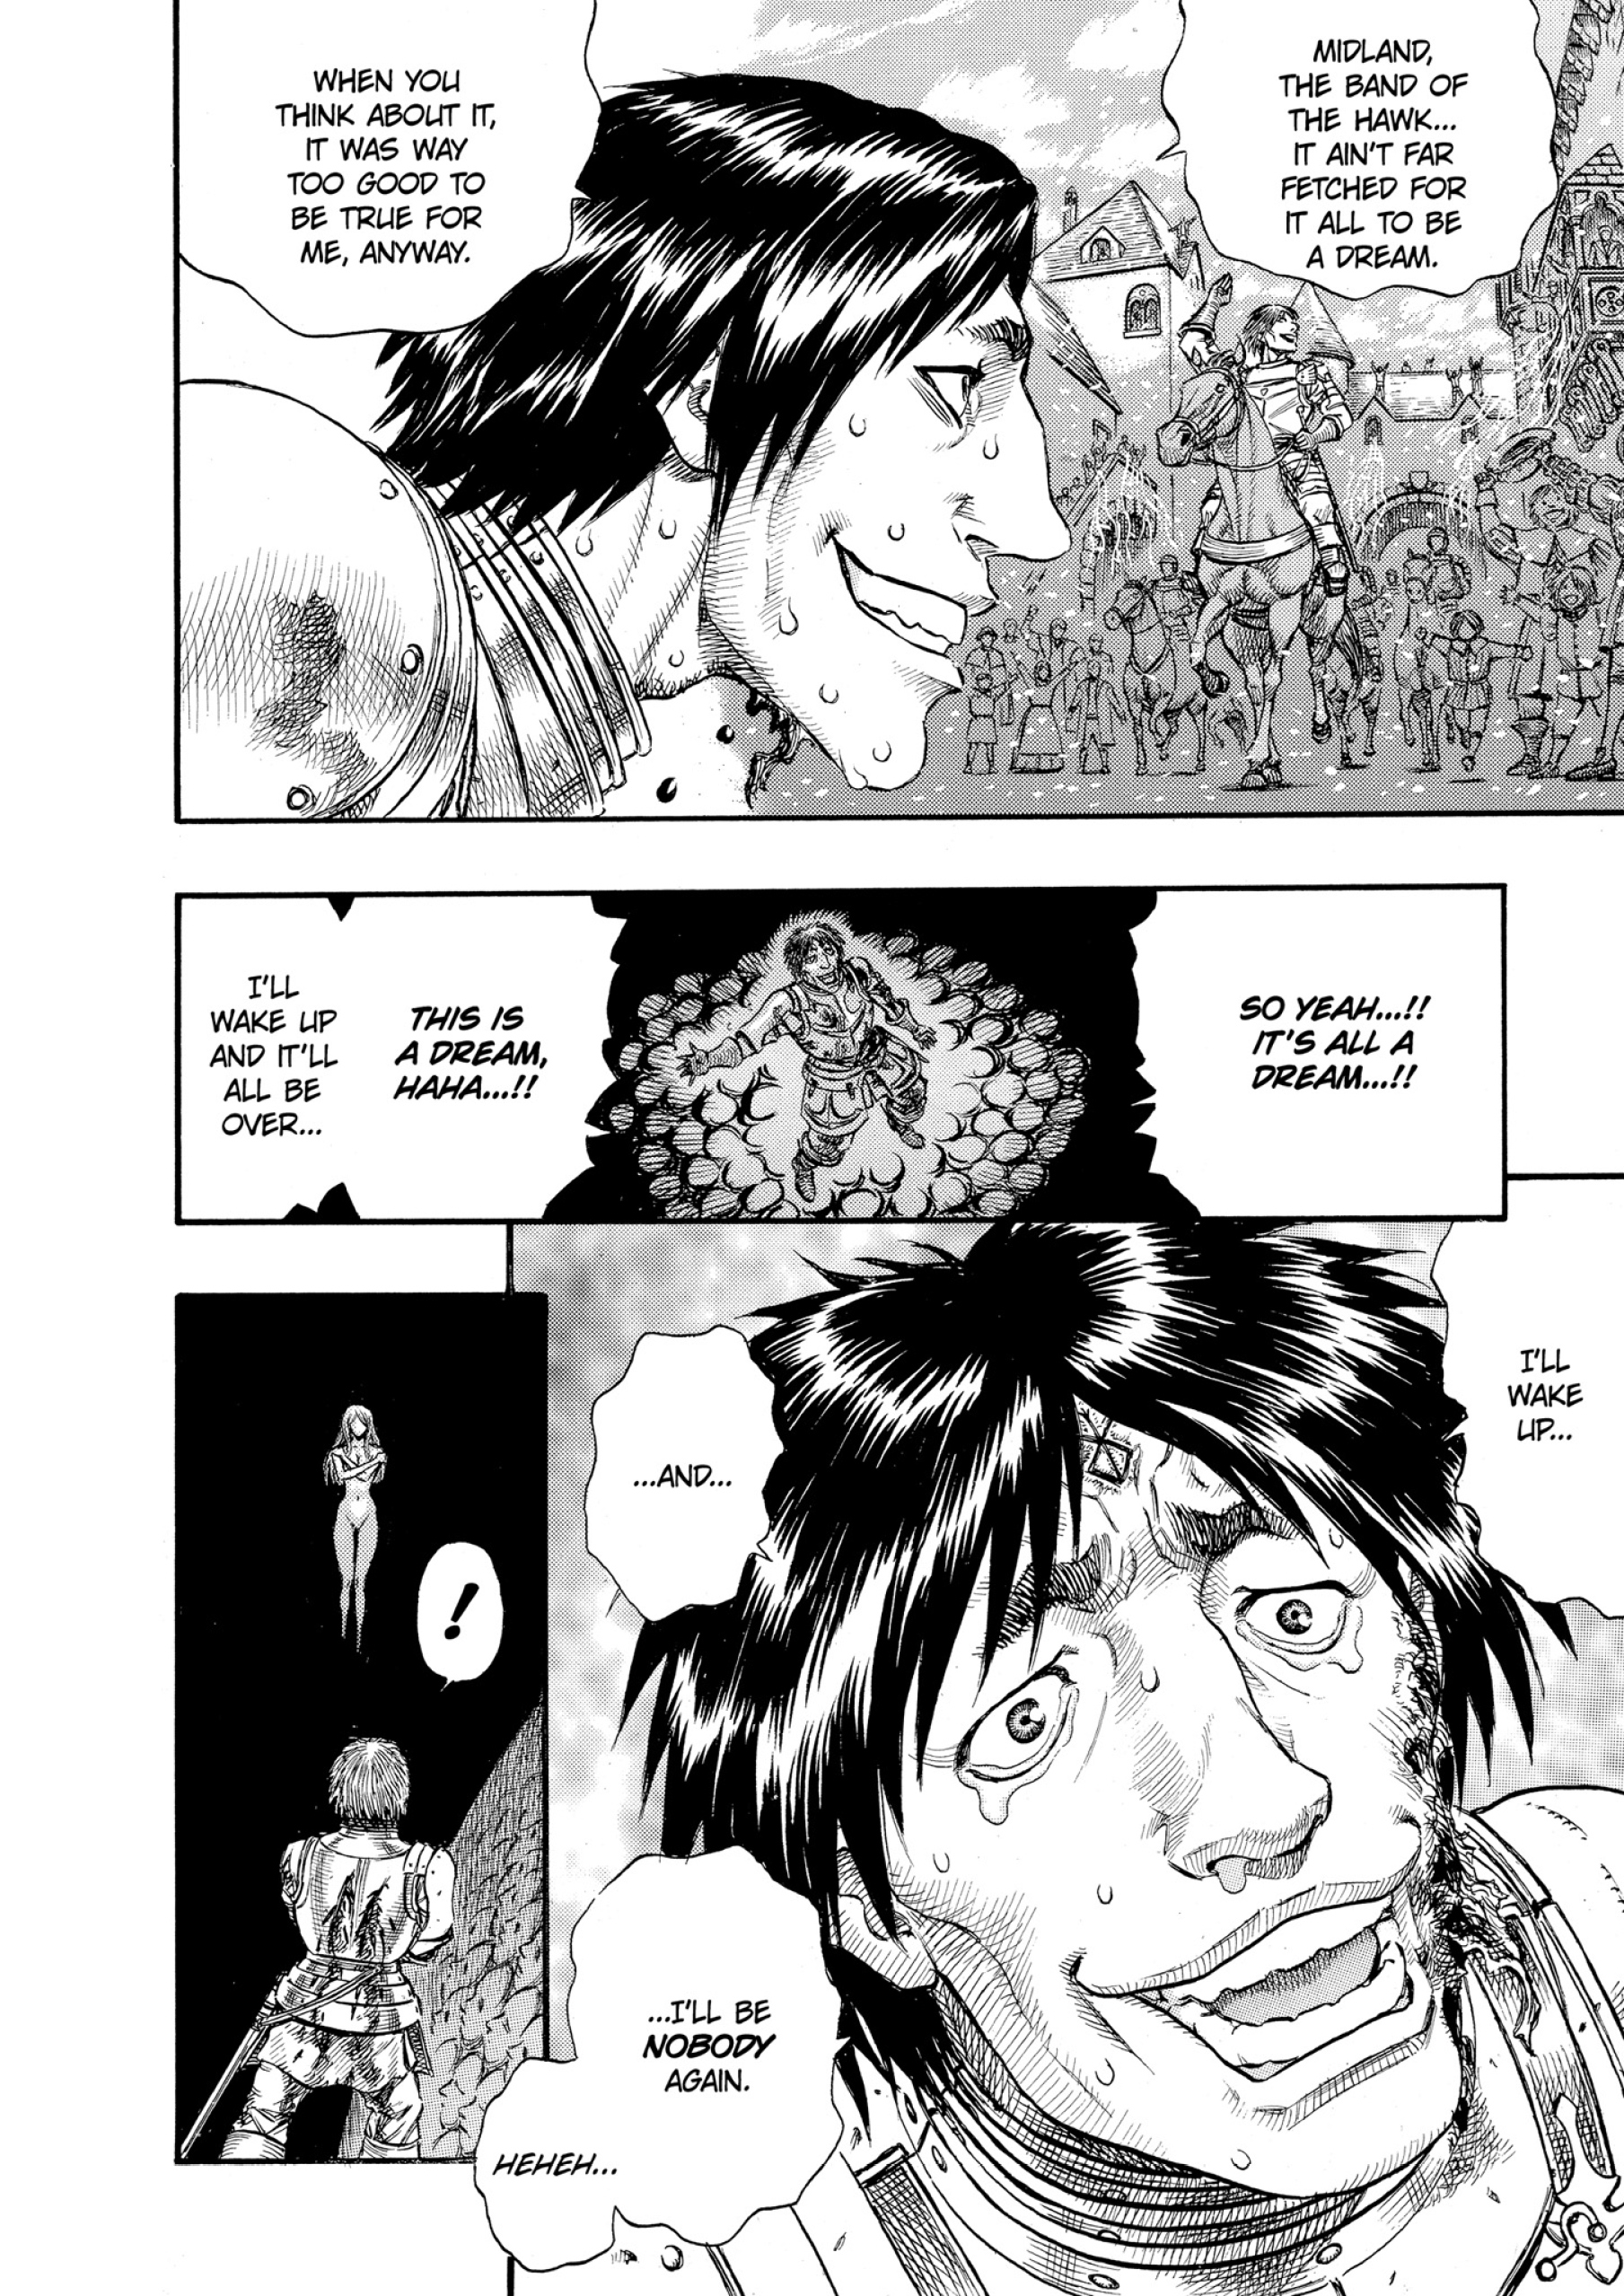 MIDLAND,
THE BAND OF
THE HAWK...
IT AIN'T FAR
FETCHED FOR
IT ALL TO BE
A DREAM.
WHEN YOU
THINK ABOUT IT,
IT WAS WAY
TOO GOOD TO
BE TRUE FOR
ME, ANYWAY.
SO YEAH...!!
IT'S ALL A
DREAM...!!
THIS IS
A DREAM,
HAHA...!!
I'LL
WAKE UP
AND IT'LL
ALL BE
OVER...
I'LL
WAKE
UP...
...AND...
...I'LL BE
NOBODY
AGAIN.
HEHEH...
!